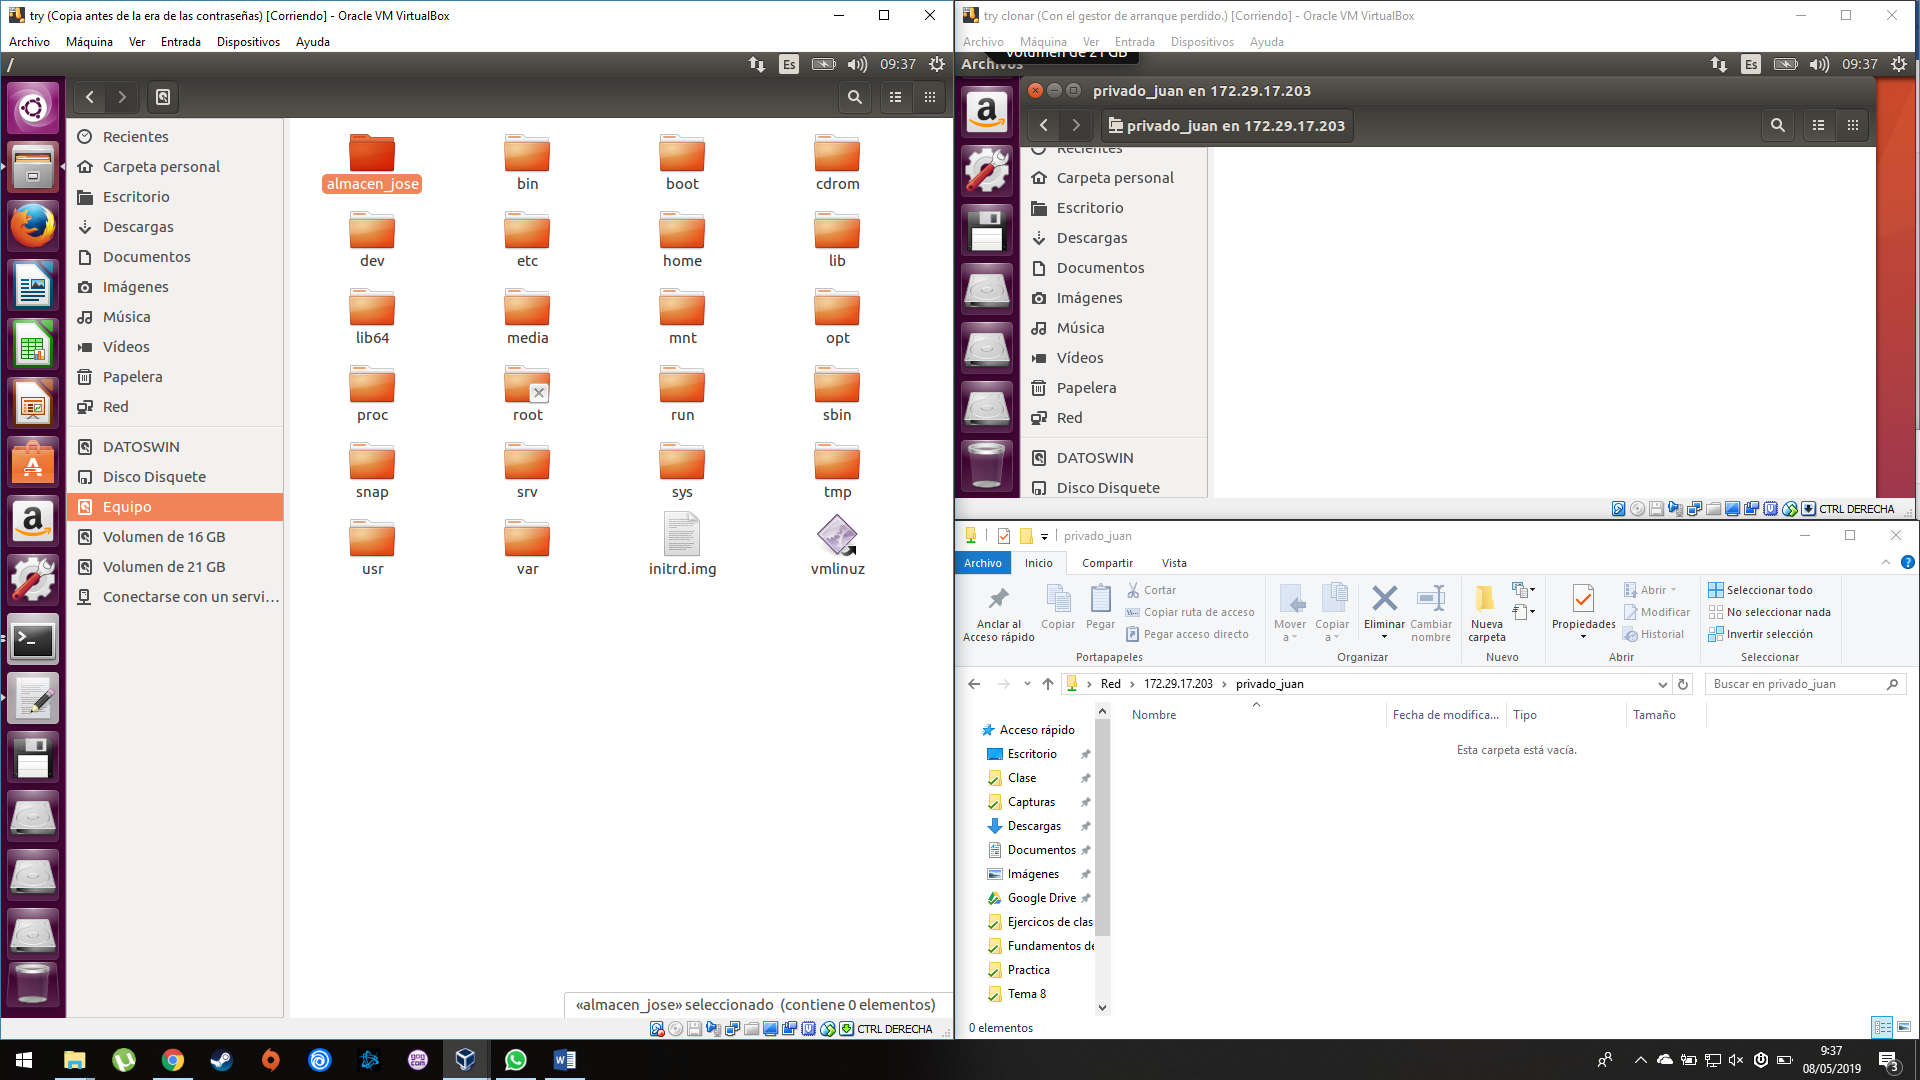 try (Copia antes de la era de las contraseñas) [Corriendo] - Oracle VM VirtualBox
Archivo Máquina Ver Entrada Dispositivos Ayuda
/
Es
09:37
Recientes
Carpeta personal
Escritorio
Descargas
Documentos
Imágenes
Música
Vídeos
Papelera
Red
DATOSWIN
Disco Disquete
Equipo
Volumen de 16 GB
Volumen de 21 GB
Conectarse con un servi...
almacen_jose bin boot cdrom
dev etc home lib
lib64 media mnt opt
proc root run sbin
snap srv sys tmp
usr var initrd.img vmlinuz
«almacen_jose» seleccionado (contiene 0 elementos)
CTRL DERECHA
try clonar (Con el gestor de arranque perdido.) [Corriendo] - Oracle VM VirtualBox
Archivo Máquina Ver Entrada Dispositivos Ayuda
Volumen de 21 GB
Archivos
Es
09:37
privado_juan en 172.29.17.203
privado_juan en 172.29.17.203
Recientes
Carpeta personal
Escritorio
Descargas
Documentos
Imágenes
Música
Vídeos
Papelera
Red
DATOSWIN
Disco Disquete
CTRL DERECHA
privado_juan
Archivo Inicio Compartir Vista
Anclar al
Acceso rápido
Copiar
Pegar
Cortar
Copiar ruta de acceso
Pegar acceso directo
Portapapeles
Mover
a
Copiar
a
Eliminar
Cambiar
nombre
Organizar
Nueva
carpeta
Nuevo
Propiedades
Abrir
Modificar
Historial
Abrir
Seleccionar todo
No seleccionar nada
Invertir selección
Seleccionar
Red 172.29.17.203 privado_juan
Buscar en privado_juan
Nombre Fecha de modifica... Tipo Tamaño
Esta carpeta está vacía.
Acceso rápido
Escritorio
Clase
Capturas
Descargas
Documentos
Imágenes
Google Drive
Ejercicos de clas
Fundamentos de
Practica
Tema 8
0 elementos
9:37
08/05/2019
3